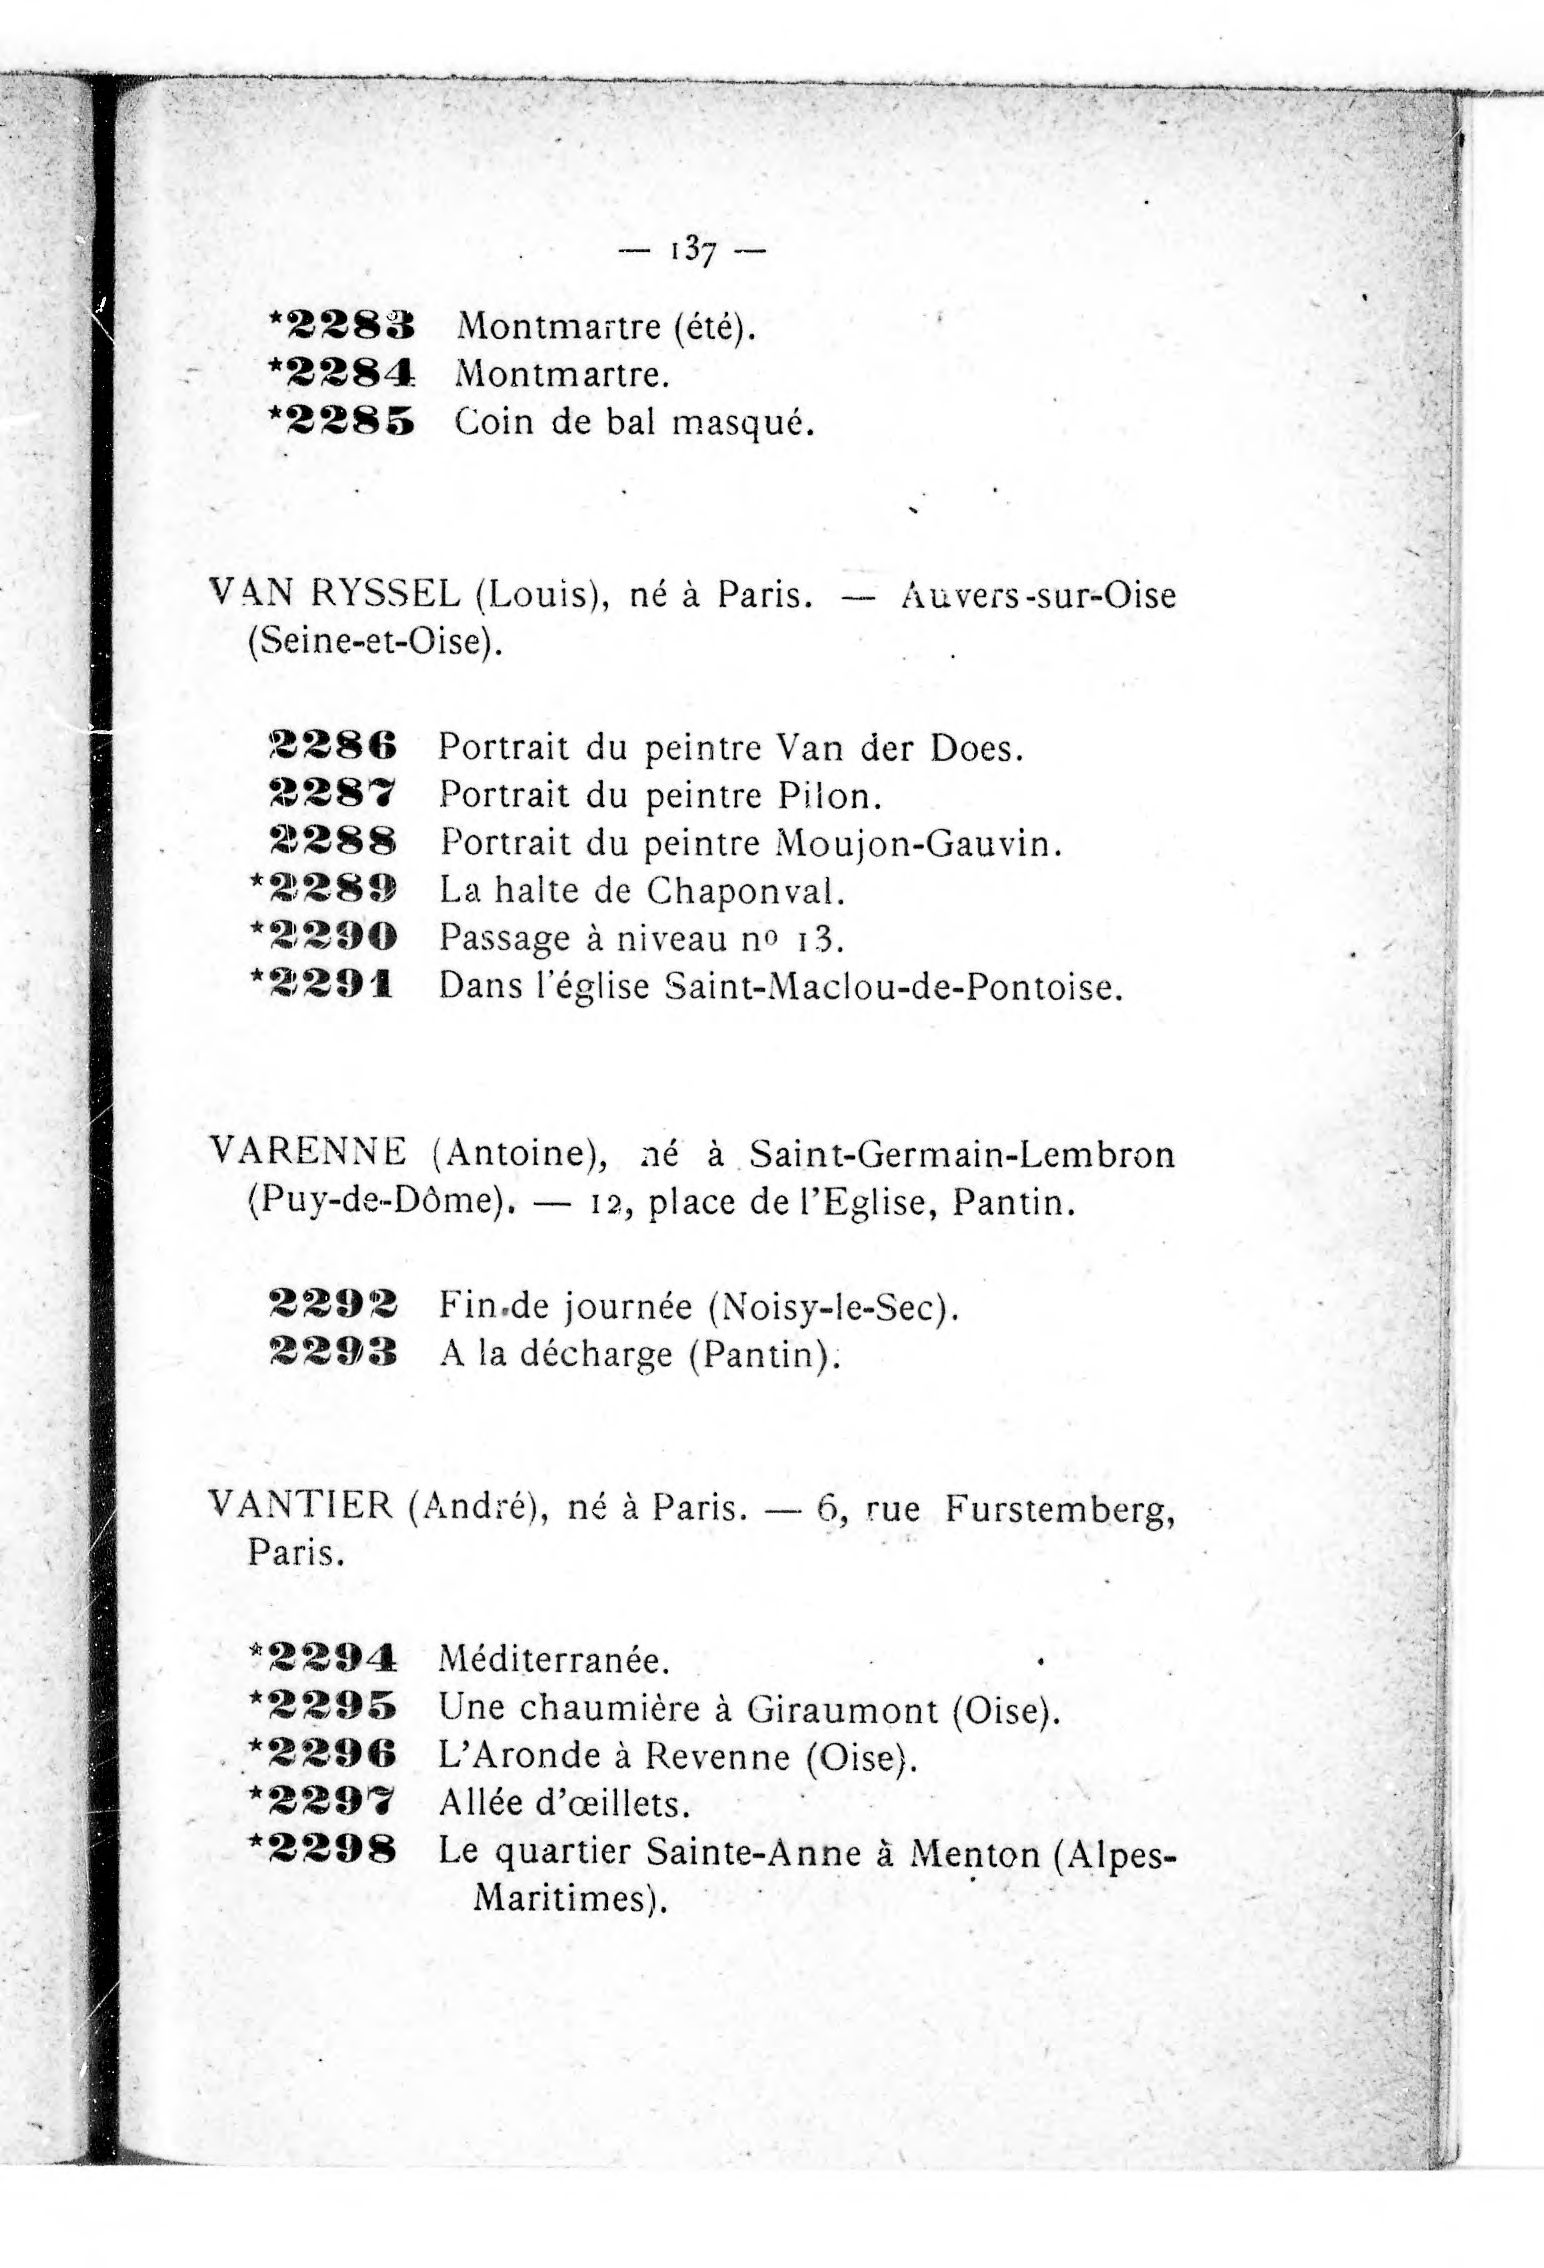 — 137 —
*2283 Montmartre (été).
*2284 Montmartre.
*2285 Coin de bal masqué.
VAN RYSSEL (Louis), né à Paris. — Auvers-sur-Oise
(Seine-et-Oise).
2286 Portrait du peintre Van der Does.
2287 Portrait du peintre Pilon.
2288 Portrait du peintre Moujon-Gauvin.
*2289 La halte de Chaponval.
*2290 Passage à niveau nº 13.
*2291 Dans l'église Saint-Maclou-de-Pontoise.
VARENNE (Antoine), né à Saint-Germain-Lembron
(Puy-de-Dôme). — 12, place de l'Eglise, Pantin.
2292 Fin de journée (Noisy-le-Sec).
2293 A la décharge (Pantin).
VANTIER (André), né à Paris. — 6, rue Furstemberg,
Paris.
*2294 Méditerranée.
*2295 Une chaumière à Giraumont (Oise).
*2296 L'Aronde à Revenne (Oise).
*2297 Allée d'œillets.
*2298 Le quartier Sainte-Anne à Menton (Alpes-
Maritimes).